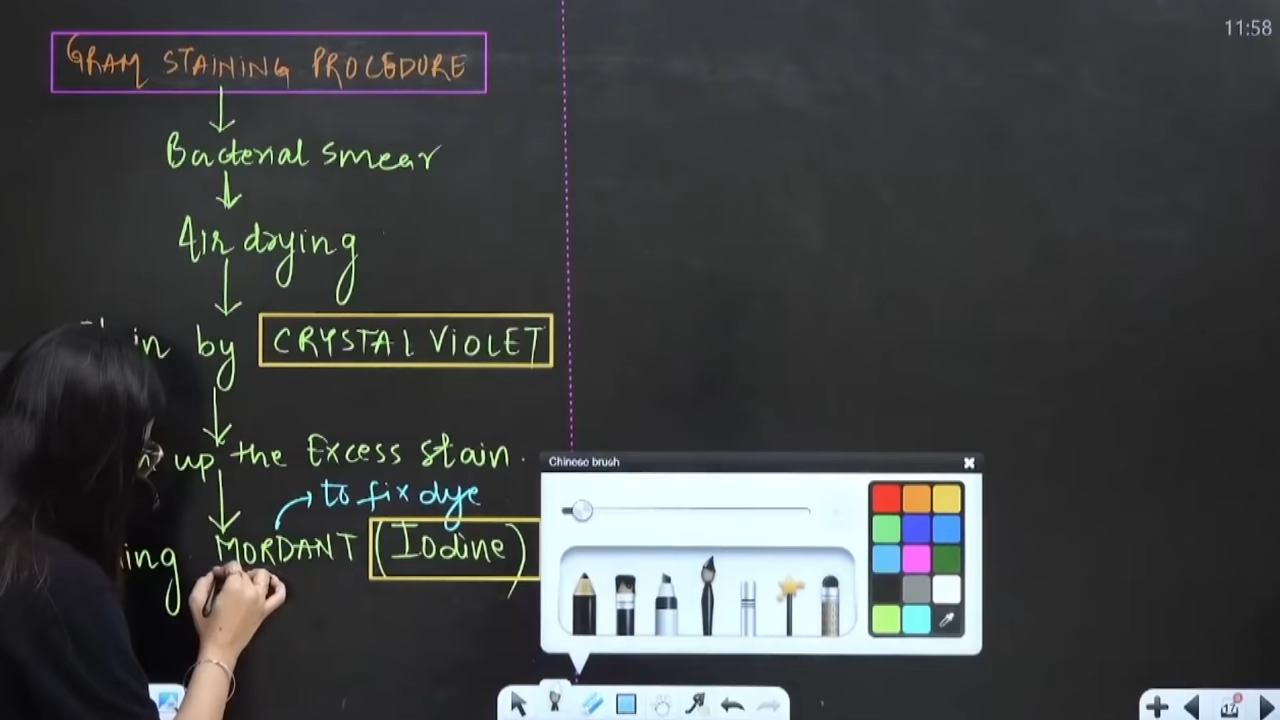 11:58
GRAM STAINING PROCEDURE
Bacterial smear
Air drying
by CRYSTAL VIOLET
up the Excess stain.
to fix dye
MORDANT (Iodine)
Chinese brush
17